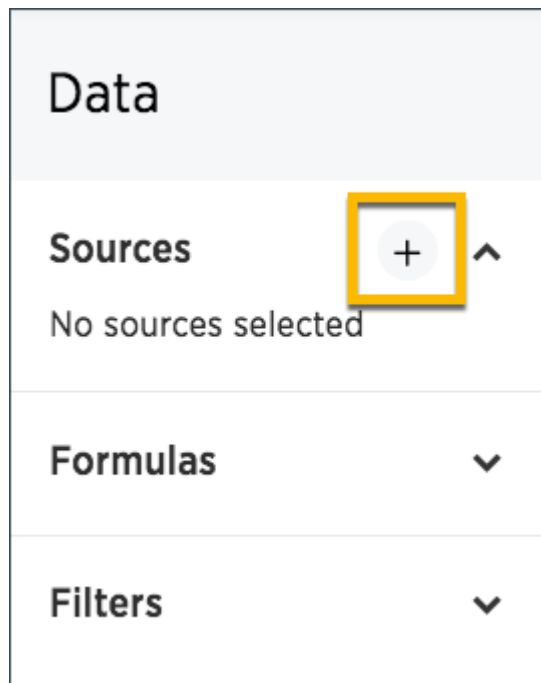 Data
Sources +
No sources selected
Formulas
Filters